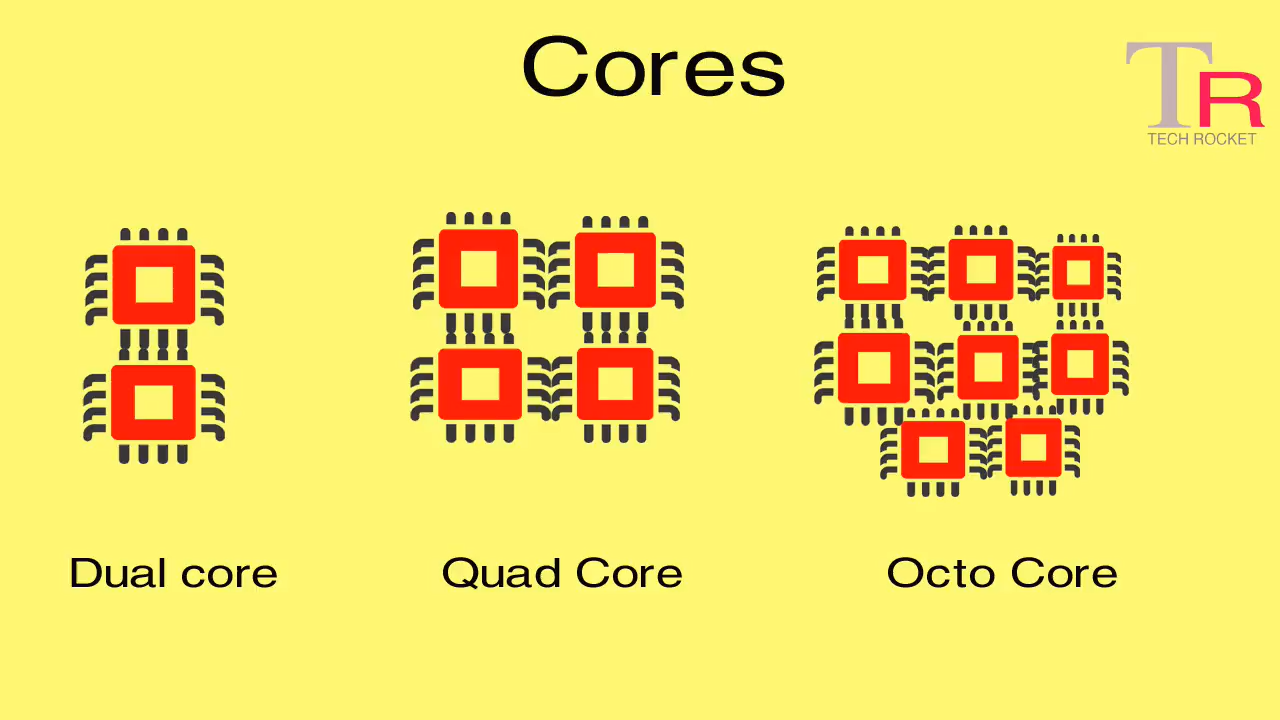 Cores
TR
TECH ROCKET
Dual core
Quad Core
Octo Core